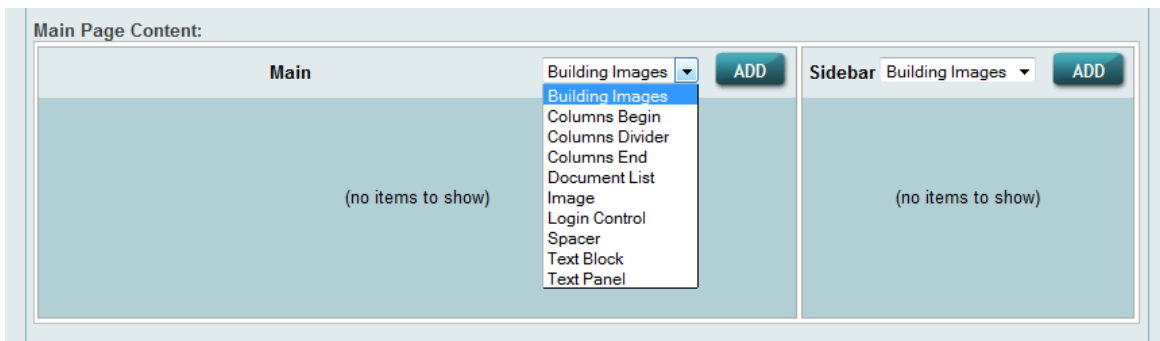 Main Page Content:
Main Building Images ADD Sidebar Building Images ADD
Building Images
Columns Begin
Columns Divider
Columns End
Document List
(no items to show) Image (no items to show)
Login Control
Spacer
Text Block
Text Panel